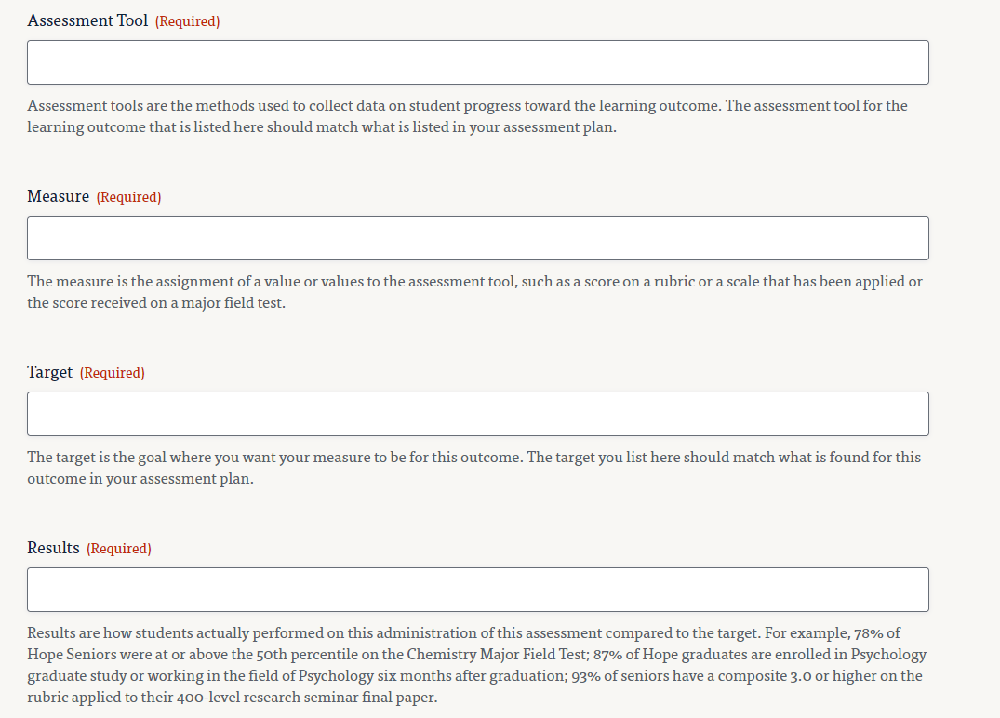 Assessment Tool (Required)
Assessment tools are the methods used to collect data on student progress toward the learning outcome. The assessment tool for the
learning outcome that is listed here should match what is listed in your assessment plan.
Measure (Required)
The measure is the assignment of a value or values to the assessment tool, such as a score on a rubric or a scale that has been applied or
the score received on a major field test.
Target (Required)
The target is the goal where you want your measure to be for this outcome. The target you list here should match what is found for this
outcome in your assessment plan.
Results (Required)
Results are how students actually performed on this administration of this assessment compared to the target. For example, 78% of
Hope Seniors were at or above the 50th percentile on the Chemistry Major Field Test; 87% of Hope graduates are enrolled in Psychology
graduate study or working in the field of Psychology six months after graduation; 93% of seniors have a composite 3.0 or higher on the
rubric applied to their 400-level research seminar final paper.